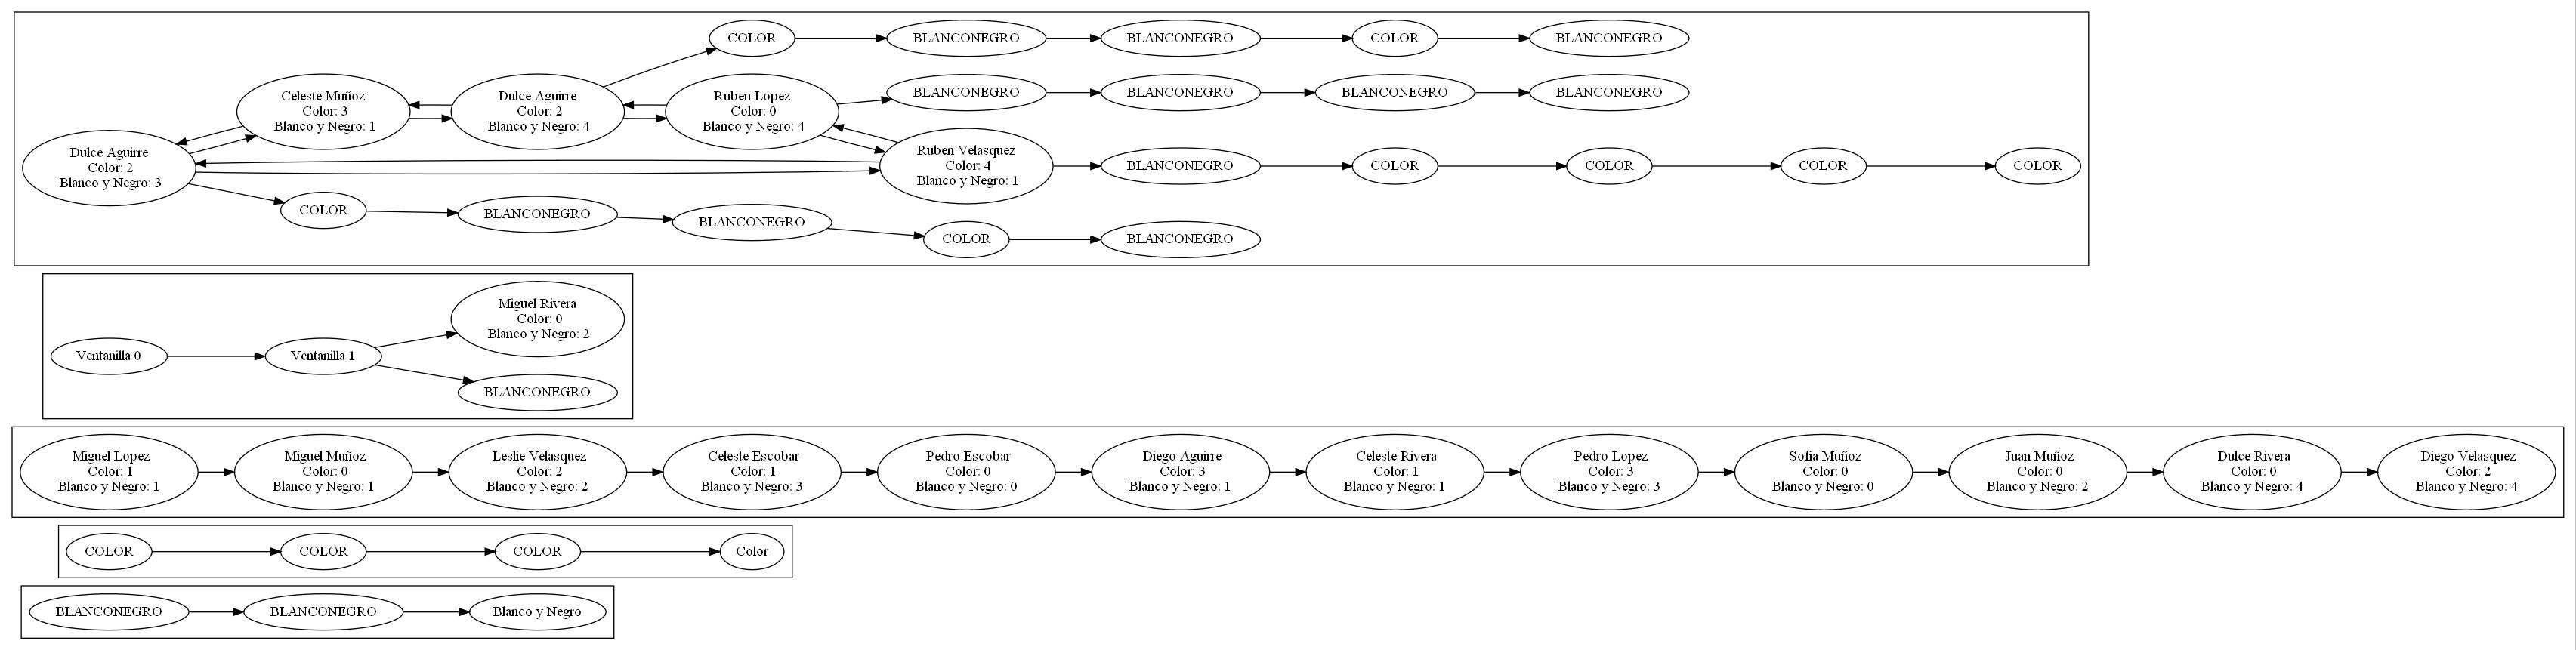 COLOR
BLANCONEGRO
BLANCONEGRO
COLOR
BLANCONEGRO
Celeste Muñoz
Color: 3
Blanco y Negro: 1
Dulce Aguirre
Color: 2
Blanco y Negro: 4
Ruben Lopez
Color: 0
Blanco y Negro: 4
BLANCONEGRO
BLANCONEGRO
BLANCONEGRO
BLANCONEGRO
Dulce Aguirre
Color: 2
Blanco y Negro: 3
Ruben Velasquez
Color: 4
Blanco y Negro: 1
BLANCONEGRO
COLOR
COLOR
COLOR
COLOR
COLOR
BLANCONEGRO
BLANCONEGRO
COLOR
BLANCONEGRO
Ventanilla 0
Ventanilla 1
Miguel Rivera
Color: 0
Blanco y Negro: 2
BLANCONEGRO
Miguel Lopez
Color: 1
Blanco y Negro: 1
Miguel Muñoz
Color: 0
Blanco y Negro: 1
Leslie Velasquez
Color: 2
Blanco y Negro: 2
Celeste Escobar
Color: 1
Blanco y Negro: 3
Pedro Escobar
Color: 0
Blanco y Negro: 0
Diego Aguirre
Color: 3
Blanco y Negro: 1
Celeste Rivera
Color: 1
Blanco y Negro: 1
Pedro Lopez
Color: 3
Blanco y Negro: 3
Sofia Muñoz
Color: 0
Blanco y Negro: 0
Juan Muñoz
Color: 0
Blanco y Negro: 2
Dulce Rivera
Color: 0
Blanco y Negro: 4
Diego Velasquez
Color: 2
Blanco y Negro: 4
COLOR
COLOR
COLOR
Color
BLANCONEGRO
BLANCONEGRO
Blanco y Negro